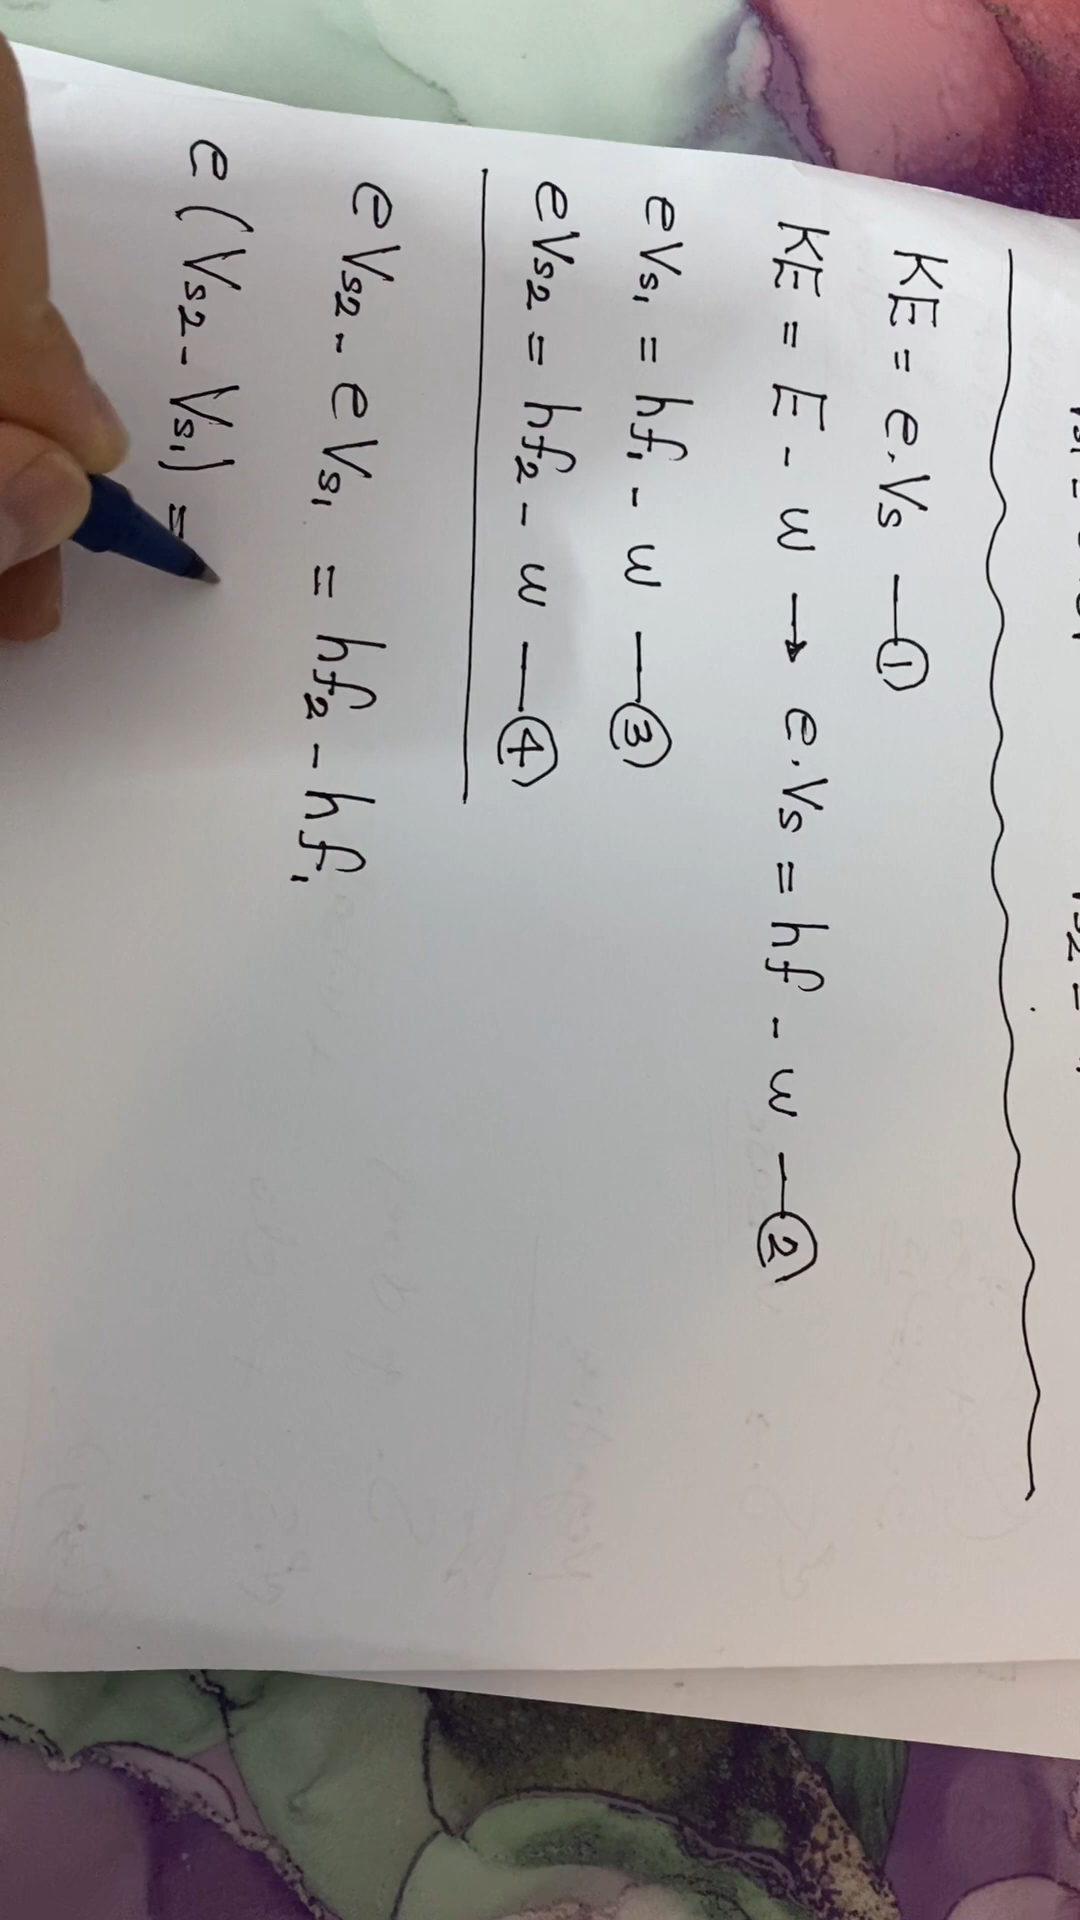 KE = e.Vs —①
KE = E - w → e.Vs = hf - w —②
eVs₁ = hf₁ - w —③
eVs₂ = hf₂ - w —④
eVs₂ - eVs₁ = hf₂ - hf₁
e(Vs₂ - Vs₁) =